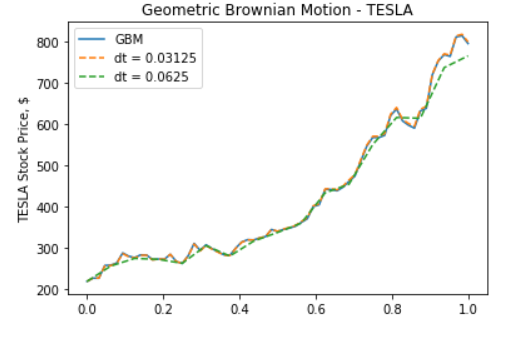 Geometric Brownian Motion - TESLA
GBM
dt = 0.03125
dt = 0.0625
TESLA Stock Price, $
800
700
600
500
400
300
200
0.0 0.2 0.4 0.6 0.8 1.0